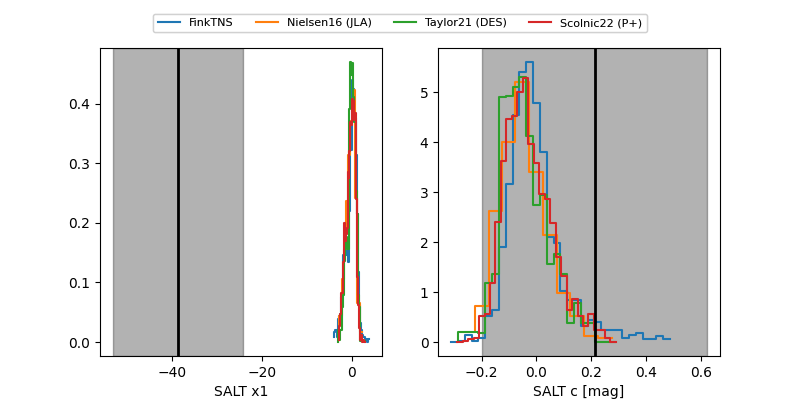 FinkTNS Nielsen16 (JLA) Taylor21 (DES) Scolnic22 (P+)
0.4
0.3
0.2
0.1
0.0
−40 −20 0
SALT x1
5
4
3
2
1
0
−0.2 0.0 0.2 0.4 0.6
SALT c [mag]